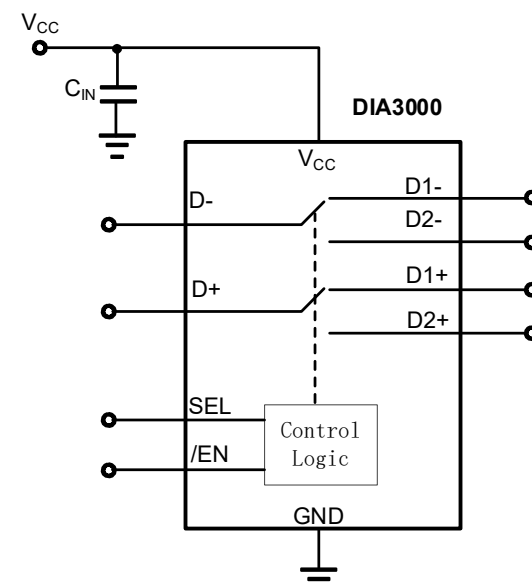 VCC
CIN
DIA3000
VCC
D-
D1-
D2-
D+
D1+
D2+
SEL
/EN
Control
Logic
GND